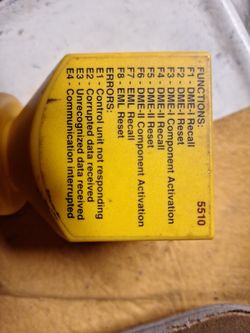 FUNCTIONS: 5510
F1 - DME-I Recall
F2 - DME-I Reset
F3 - DME-I Component Activation
F4 - DME-II Recall
F5 - DME-II Reset
F6 - DME-II Component Activation
F7 - EML Recall
F8 - EML Reset
ERRORS:
E1 - Control unit not responding
E2 - Corrupted data received
E3 - Unrecognized data received
E4 - Communication interrupted